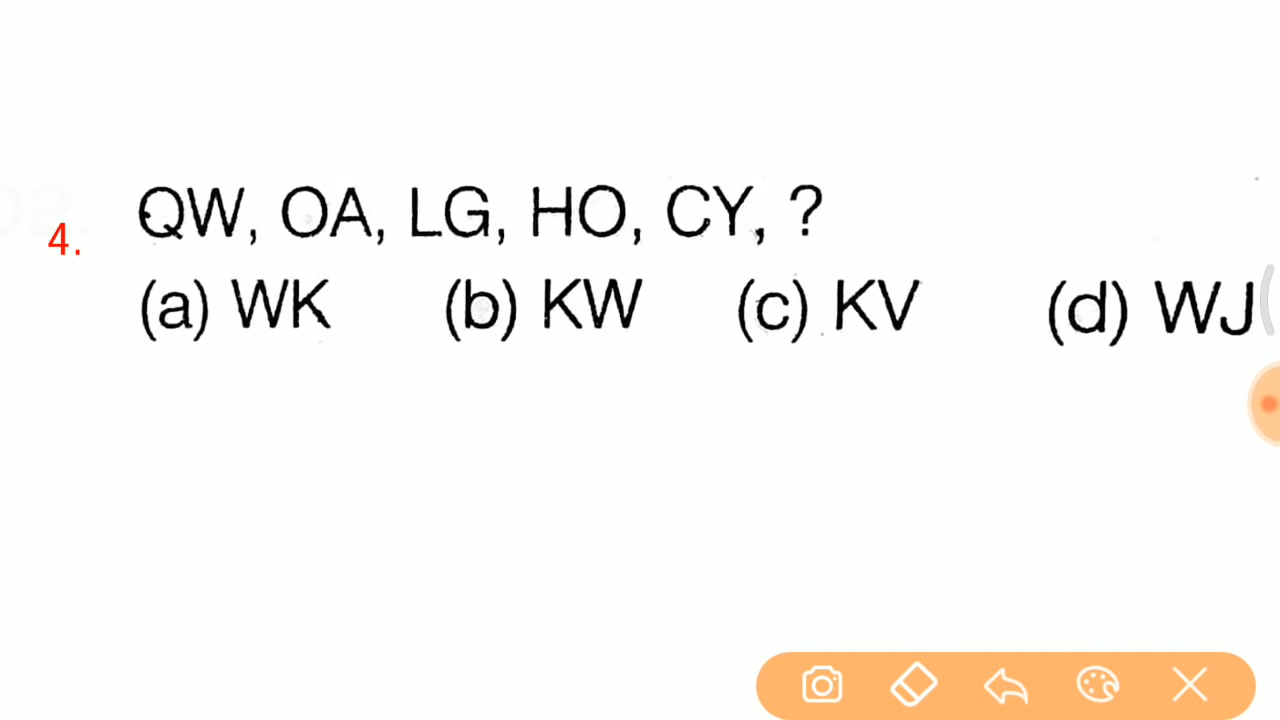 4. QW, OA, LG, HO, CY, ?
(a) WK (b) KW (c) KV (d) WJ